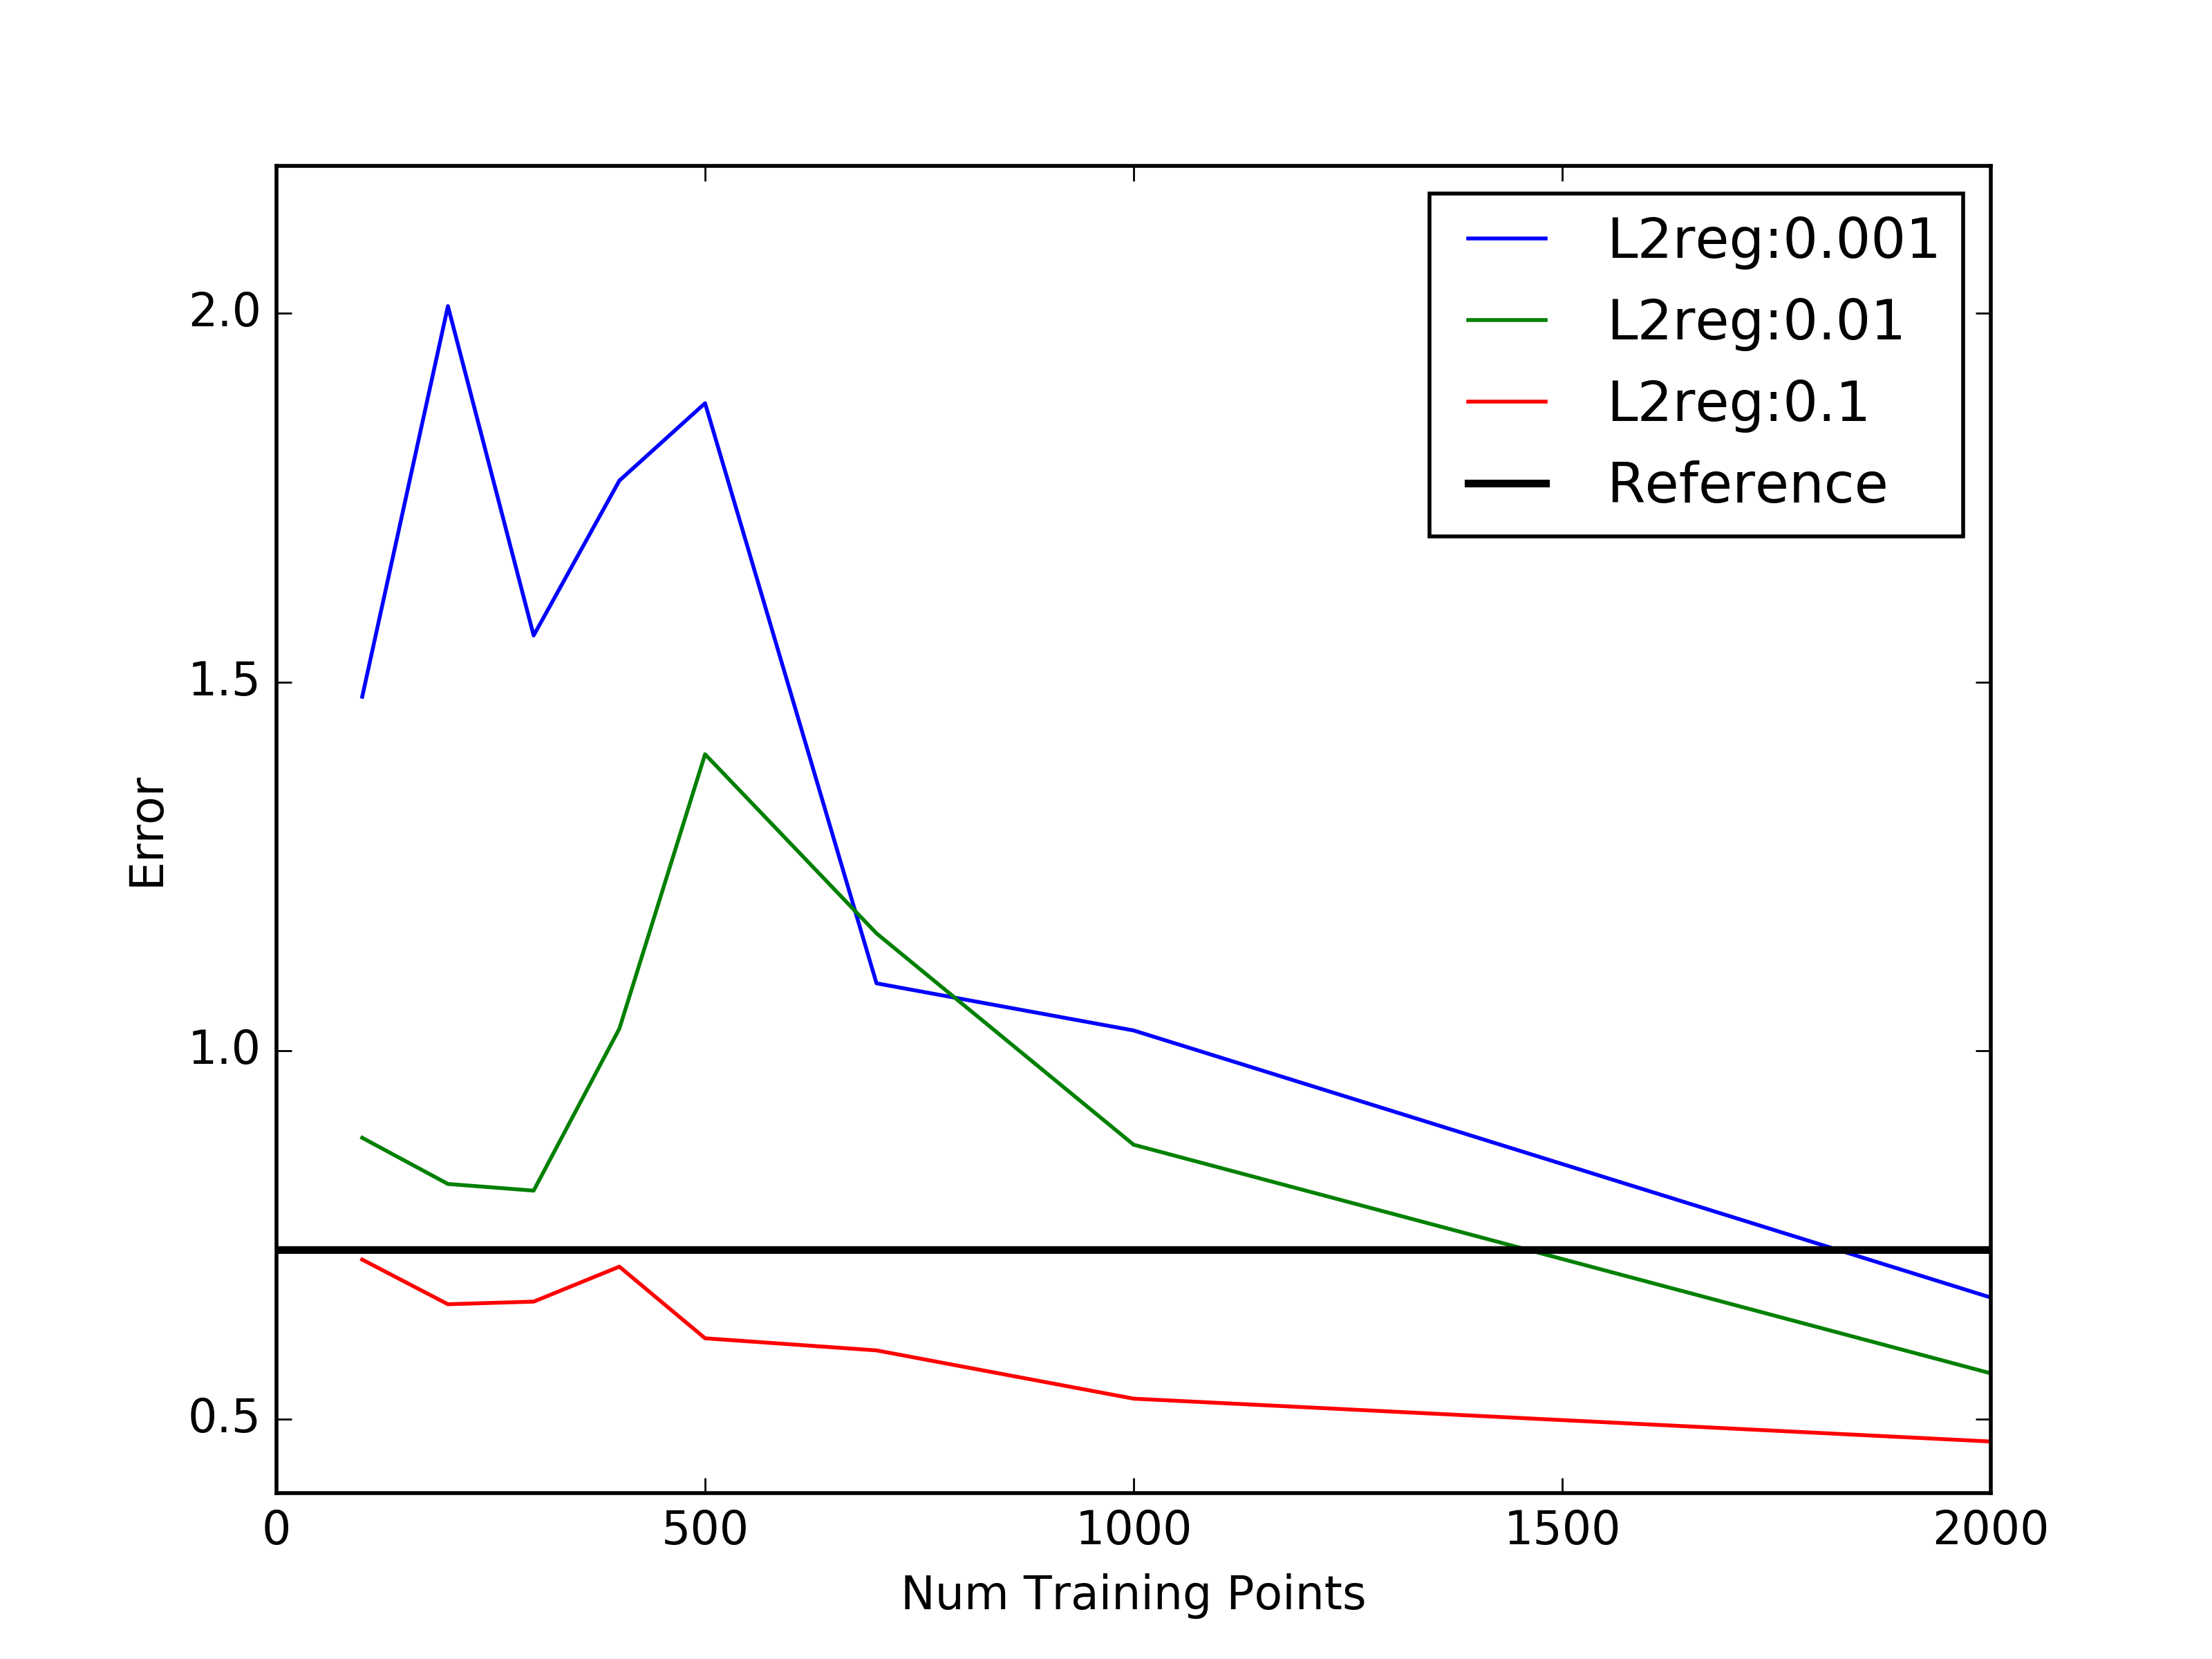 L2reg:0.001
L2reg:0.01
L2reg:0.1
Reference
2.0
1.5
1.0
0.5
Error
0 500 1000 1500 2000
Num Training Points